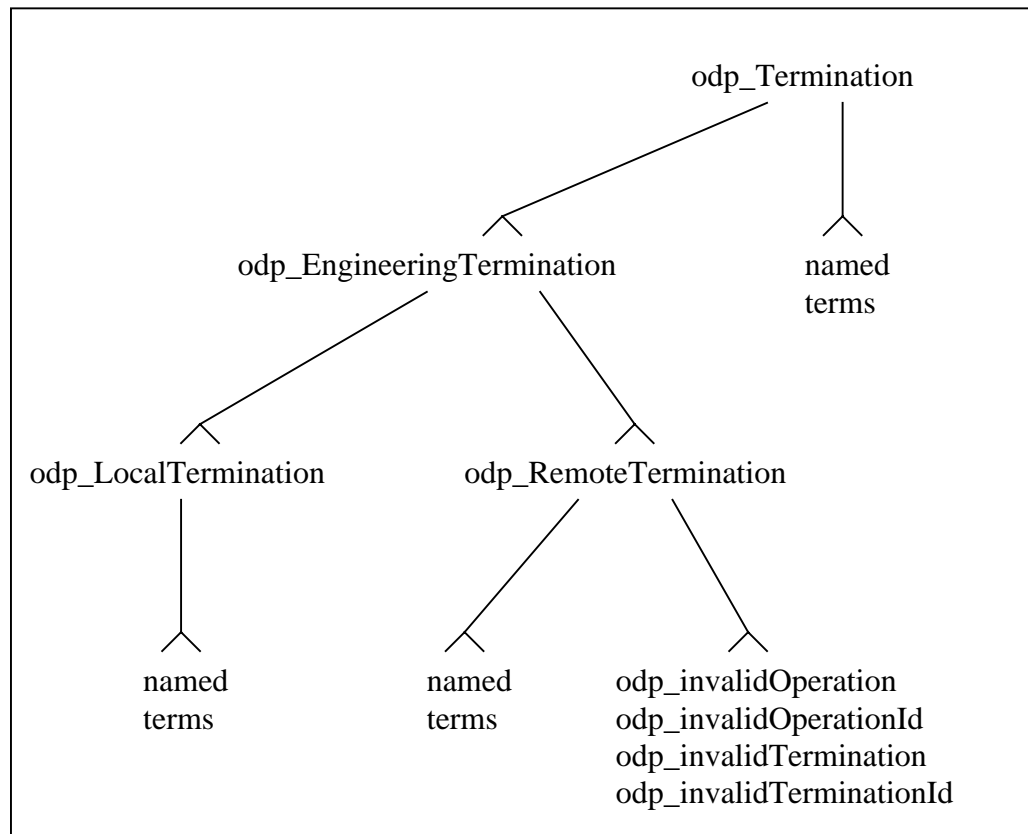 odp_Termination
odp_EngineeringTermination
named
terms
odp_LocalTermination
odp_RemoteTermination
named
terms
named
terms
odp_invalidOperation
odp_invalidOperationId
odp_invalidTermination
odp_invalidTerminationId